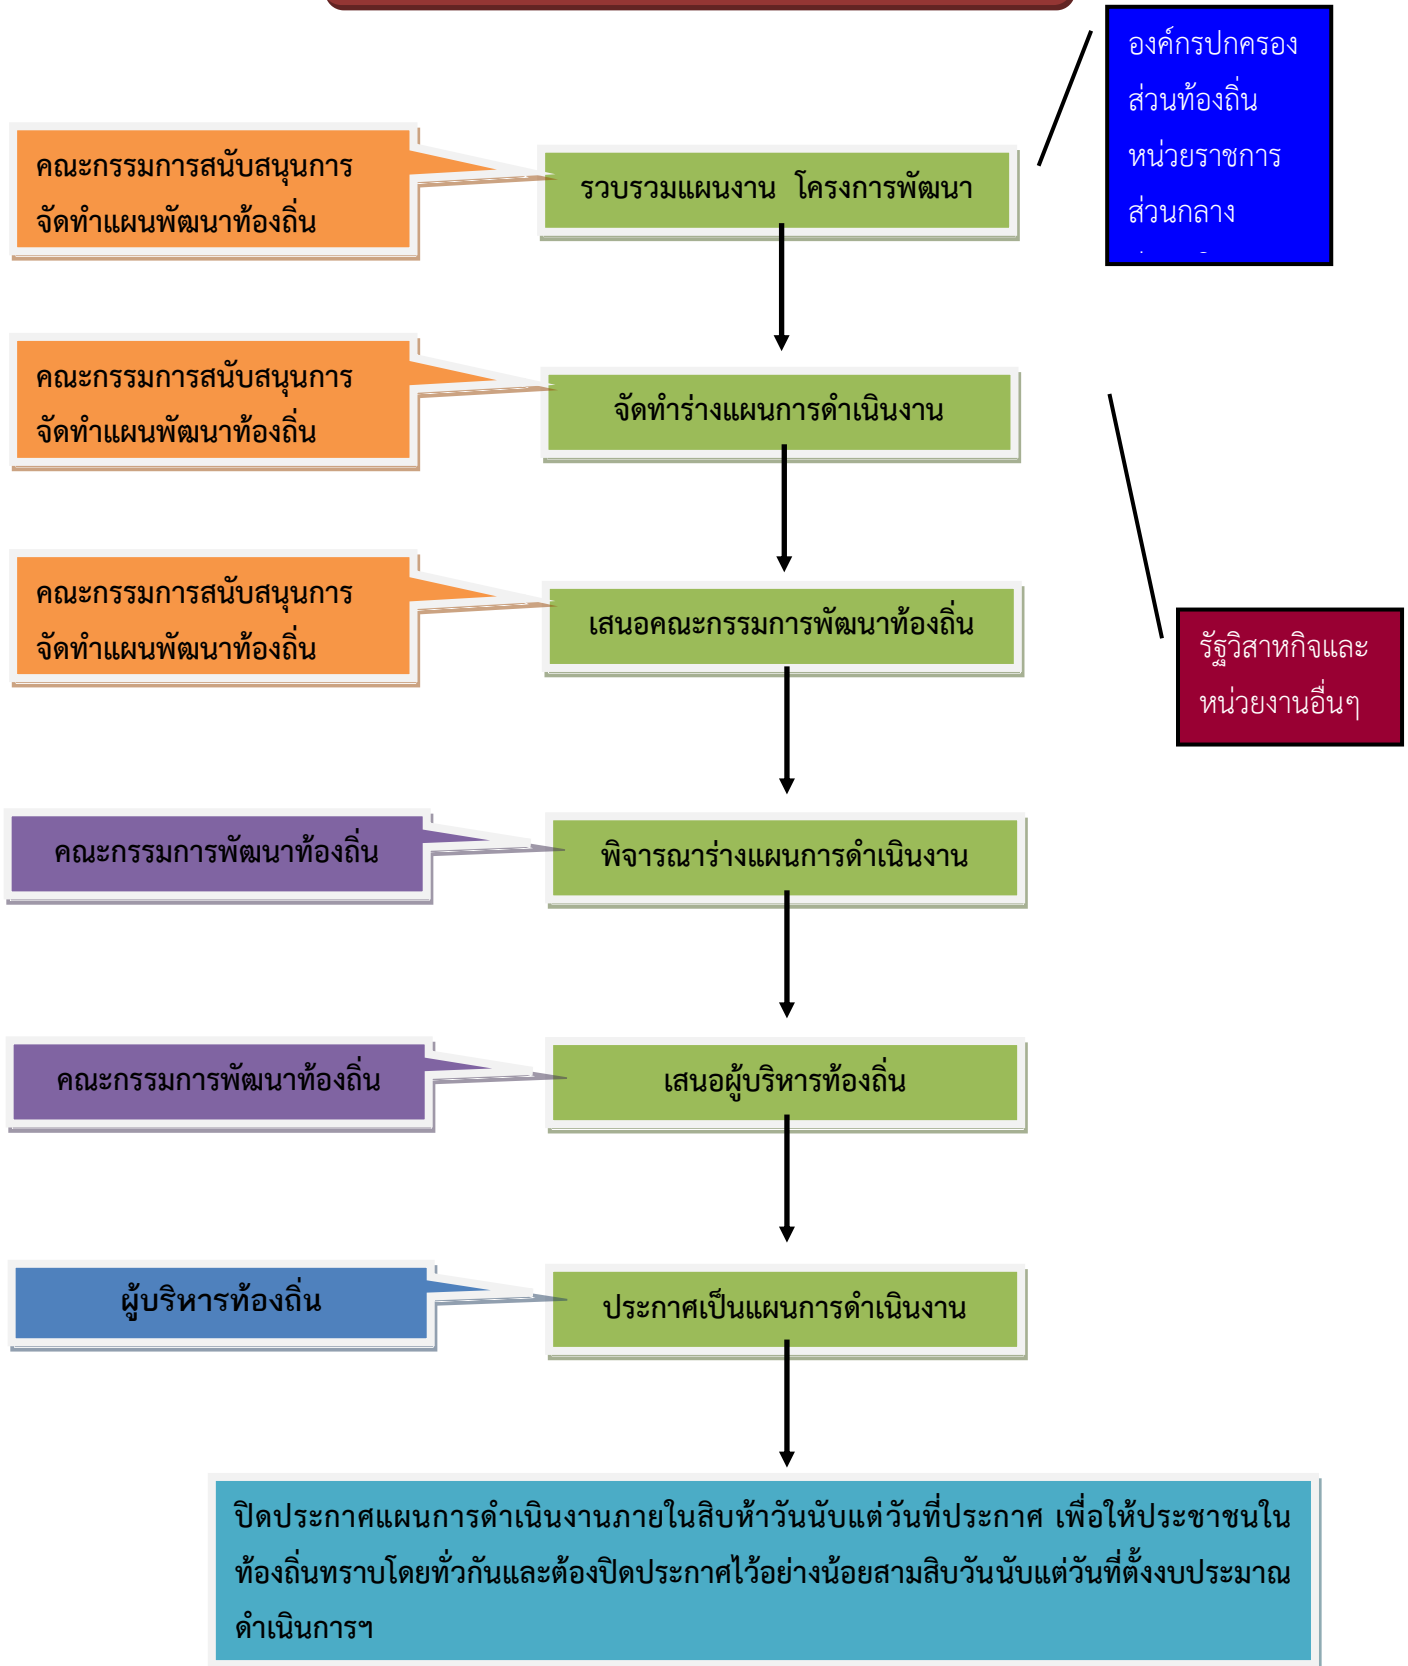 องค์กรปกครอง
ส่วนท้องถิ่น
หน่วยราชการ
ส่วนกลาง
คณะกรรมการสนับสนุนการ
จัดทำแผนพัฒนาท้องถิ่น
รวบรวมแผนงาน โครงการพัฒนา
คณะกรรมการสนับสนุนการ
จัดทำแผนพัฒนาท้องถิ่น
จัดทำร่างแผนการดำเนินงาน
คณะกรรมการสนับสนุนการ
จัดทำแผนพัฒนาท้องถิ่น
เสนอคณะกรรมการพัฒนาท้องถิ่น
รัฐวิสาหกิจและ
หน่วยงานอื่นๆ
คณะกรรมการพัฒนาท้องถิ่น
พิจารณาร่างแผนการดำเนินงาน
คณะกรรมการพัฒนาท้องถิ่น
เสนอผู้บริหารท้องถิ่น
ผู้บริหารท้องถิ่น
ประกาศเป็นแผนการดำเนินงาน
ปิดประกาศแผนการดำเนินงานภายในสิบห้าวันนับแต่วันที่ประกาศ เพื่อให้ประชาชนใน
ท้องถิ่นทราบโดยทั่วกันและต้องปิดประกาศไว้อย่างน้อยสามสิบวันนับแต่วันที่ตั้งงบประมาณ
ดำเนินการฯ